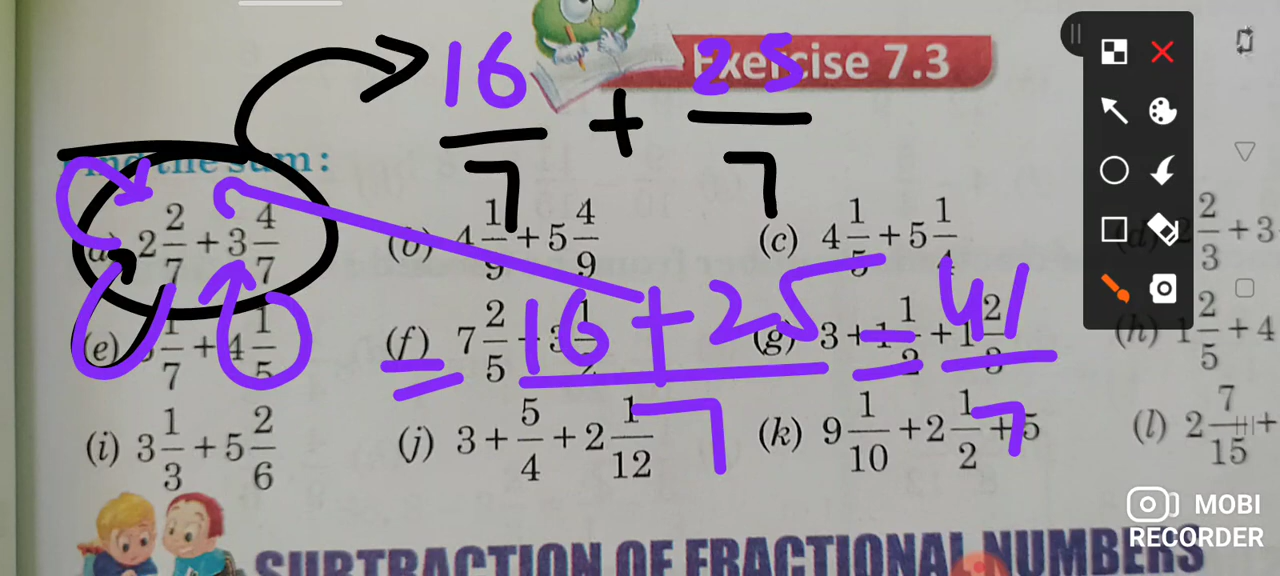 16/7 + 25/7
Exercise 7.3
Find the sum:
(a) 2 2/7 + 3 4/7 (b) 4 1/9 + 5 4/9 (c) 4 1/5 + 5 1/4 (d) 2 2/3 + 3
16 + 25/7 = 41/7
(e) 1/7 + 4 1/5 (f) 7 2/5 3 1/ (g) 3 + 1 1/2 + 1 2/3 (h) 1 2/5 + 4
(i) 3 1/3 + 5 2/6 (j) 3 + 5/4 + 2 1/12 (k) 9 1/10 + 2 1/2 + 5 (l) 2 7/15 +
SUBTRACTION OF FRACTIONAL NUMBERS
MOBI
RECORDER